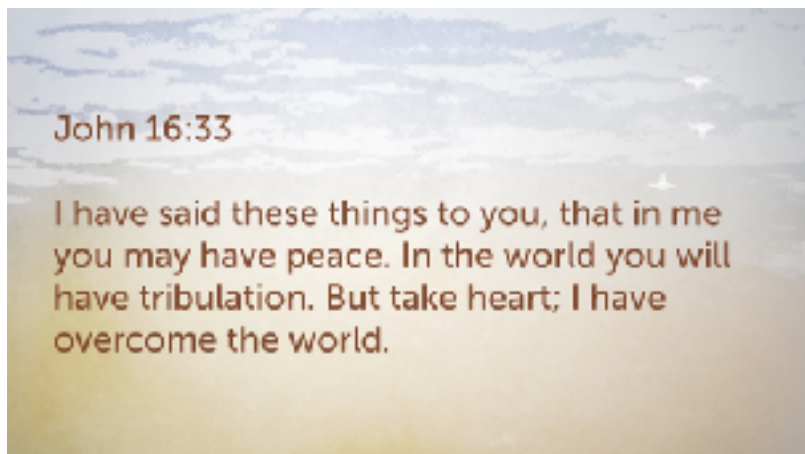 John 16:33
I have said these things to you, that in me
you may have peace. In the world you will
have tribulation. But take heart; I have
overcome the world.